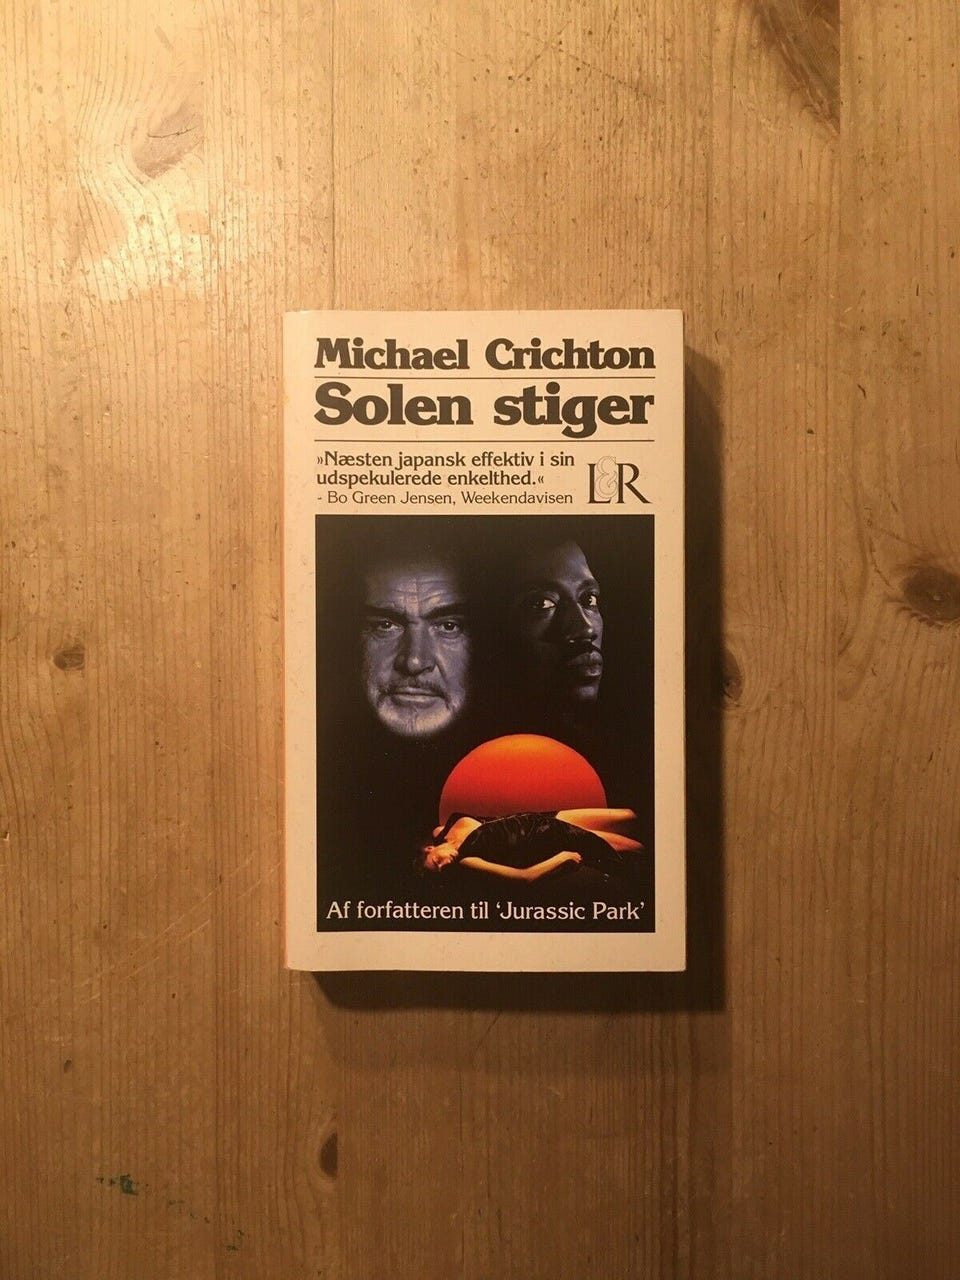 Michael Crichton
Solen stiger
»Næsten japansk effektiv i sin
udspekulerede enkelthed.«
- Bo Green Jensen, Weekendavisen
L&R
Af forfatteren til ‘Jurassic Park’